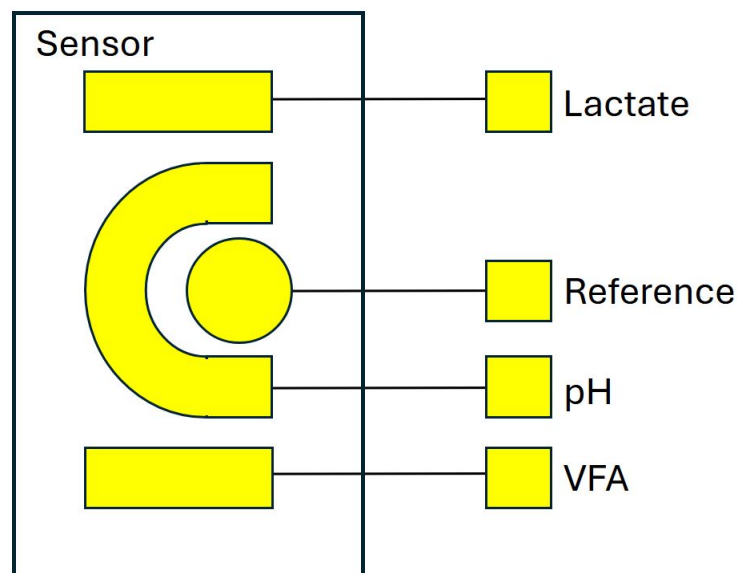 Sensor
Lactate
Reference
pH
VFA